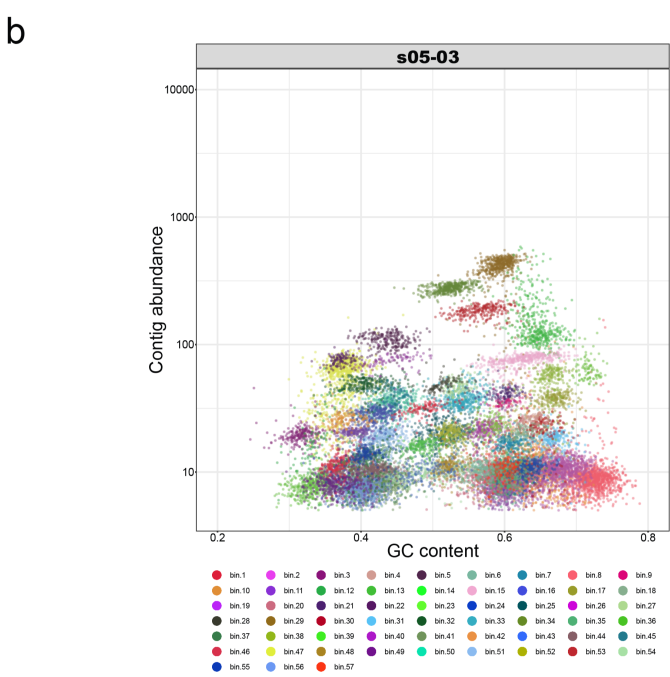 b
s05-03
10000
1000
100
10
Contig abundance
0.2 0.4 0.6 0.8
GC content
bin.1 bin.2 bin.3 bin.4 bin.5 bin.6 bin.7 bin.8 bin.9
bin.10 bin.11 bin.12 bin.13 bin.14 bin.15 bin.16 bin.17 bin.18
bin.19 bin.20 bin.21 bin.22 bin.23 bin.24 bin.25 bin.26 bin.27
bin.28 bin.29 bin.30 bin.31 bin.32 bin.33 bin.34 bin.35 bin.36
bin.37 bin.38 bin.39 bin.40 bin.41 bin.42 bin.43 bin.44 bin.45
bin.46 bin.47 bin.48 bin.49 bin.50 bin.51 bin.52 bin.53 bin.54
bin.55 bin.56 bin.57